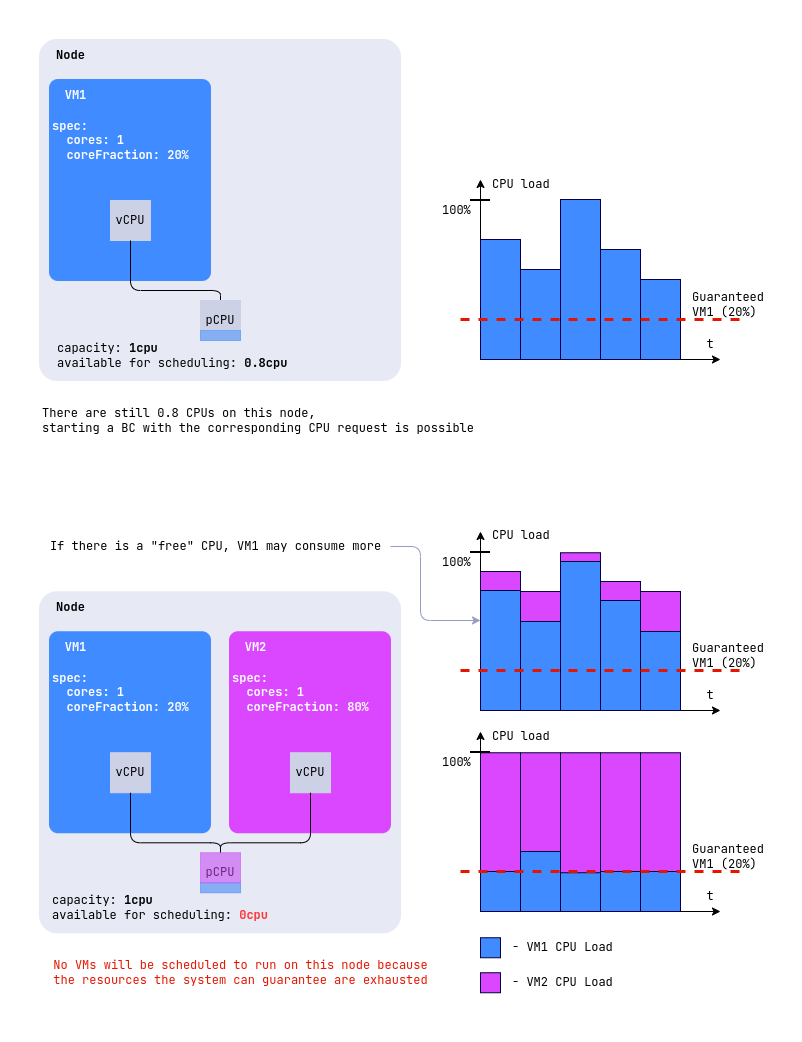 Node
VM1
spec:
cores: 1
coreFraction: 20%
vCPU
pCPU
capacity: 1cpu
available for scheduling: 0.8cpu
CPU load
100%
Guaranteed
VM1 (20%)
t
There are still 0.8 CPUs on this node,
starting a BC with the corresponding CPU request is possible
If there is a "free" CPU, VM1 may consume more
CPU load
100%
Guaranteed
VM1 (20%)
t
Node
VM1
spec:
cores: 1
coreFraction: 20%
vCPU
VM2
spec:
cores: 1
coreFraction: 80%
vCPU
pCPU
capacity: 1cpu
available for scheduling: 0cpu
CPU load
100%
Guaranteed
VM1 (20%)
t
No VMs will be scheduled to run on this node because
the resources the system can guarantee are exhausted
- VM1 CPU Load
- VM2 CPU Load